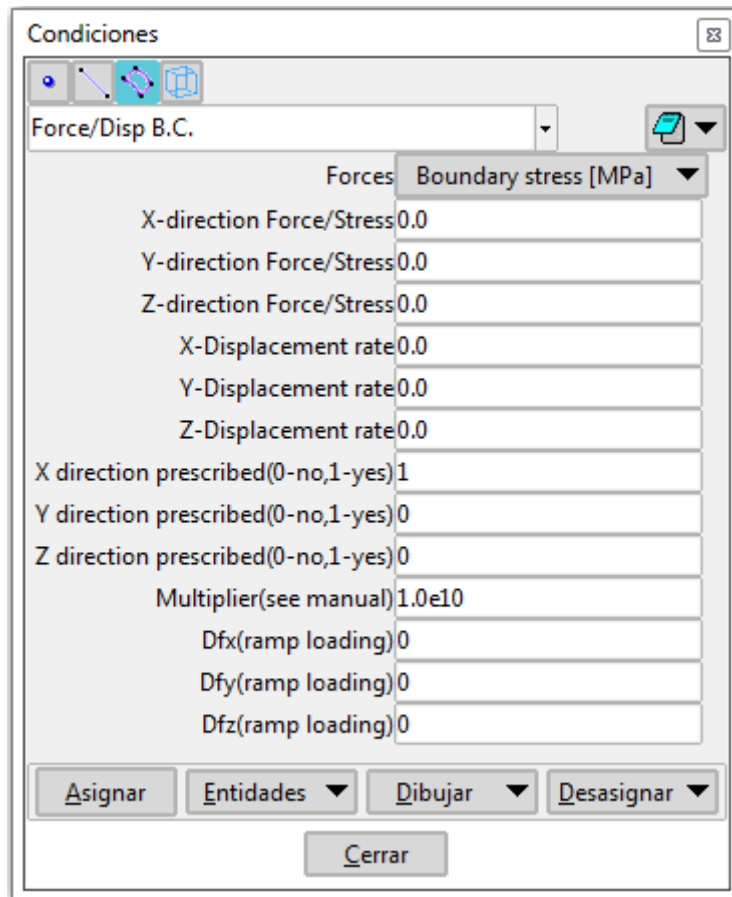 Condiciones
Force/Disp B.C.
Forces Boundary stress [MPa]
X-direction Force/Stress 0.0
Y-direction Force/Stress 0.0
Z-direction Force/Stress 0.0
X-Displacement rate 0.0
Y-Displacement rate 0.0
Z-Displacement rate 0.0
X direction prescribed(0-no,1-yes) 1
Y direction prescribed(0-no,1-yes) 0
Z direction prescribed(0-no,1-yes) 0
Multiplier(see manual) 1.0e10
Dfx(ramp loading) 0
Dfy(ramp loading) 0
Dfz(ramp loading) 0
Asignar Entidades Dibujar Desasignar
Cerrar